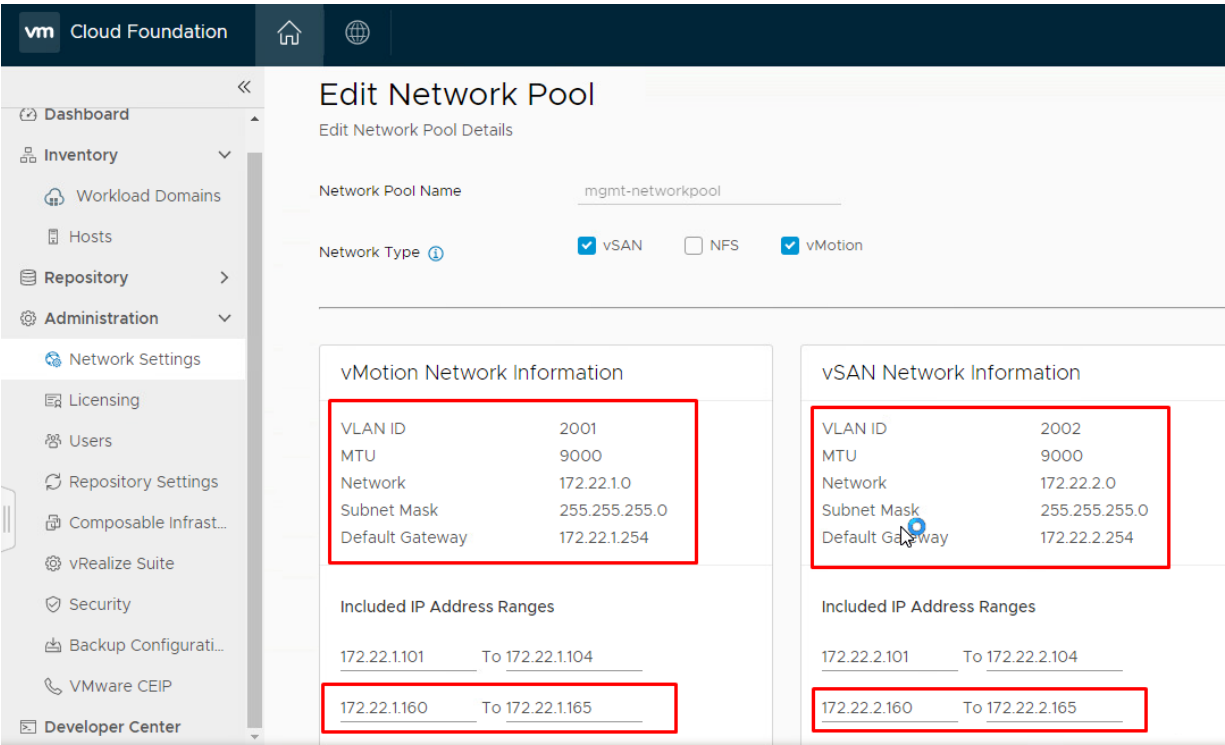 vm Cloud Foundation
Dashboard
Inventory
Workload Domains
Hosts
Repository
Administration
Network Settings
Licensing
Users
Repository Settings
Composable Infrast...
vRealize Suite
Security
Backup Configurati...
VMware CEIP
Developer Center
Edit Network Pool
Edit Network Pool Details
Network Pool Name mgmt-networkpool
Network Type vSAN NFS vMotion
vMotion Network Information
VLAN ID 2001
MTU 9000
Network 172.22.1.0
Subnet Mask 255.255.255.0
Default Gateway 172.22.1.254
Included IP Address Ranges
172.22.1.101 To 172.22.1.104
172.22.1.160 To 172.22.1.165
vSAN Network Information
VLAN ID 2002
MTU 9000
Network 172.22.2.0
Subnet Mask 255.255.255.0
Default Gateway 172.22.2.254
Included IP Address Ranges
172.22.2.101 To 172.22.2.104
172.22.2.160 To 172.22.2.165